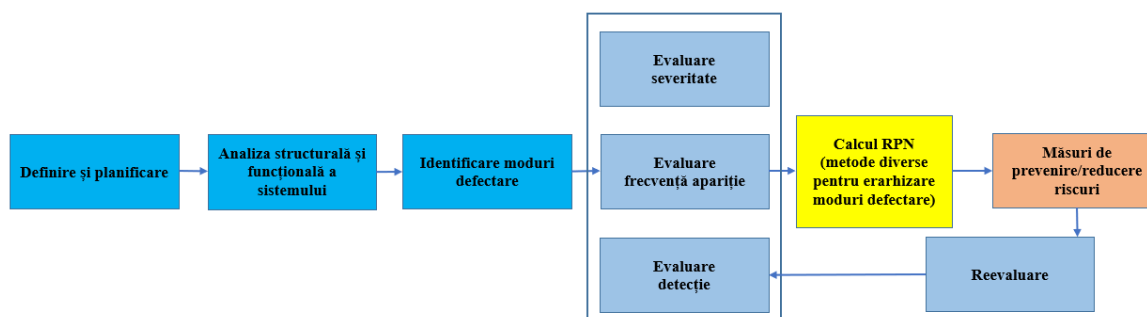 Definire și planificare
Analiza structurală și
funcțională a
sistemului
Identificare moduri
defectare
Evaluare
severitate
Evaluare
frecvență apariție
Evaluare
detecție
Calcul RPN
(metode diverse
pentru erarhizare
moduri defectare)
Măsuri de
prevenire/reducere
riscuri
Reevaluare